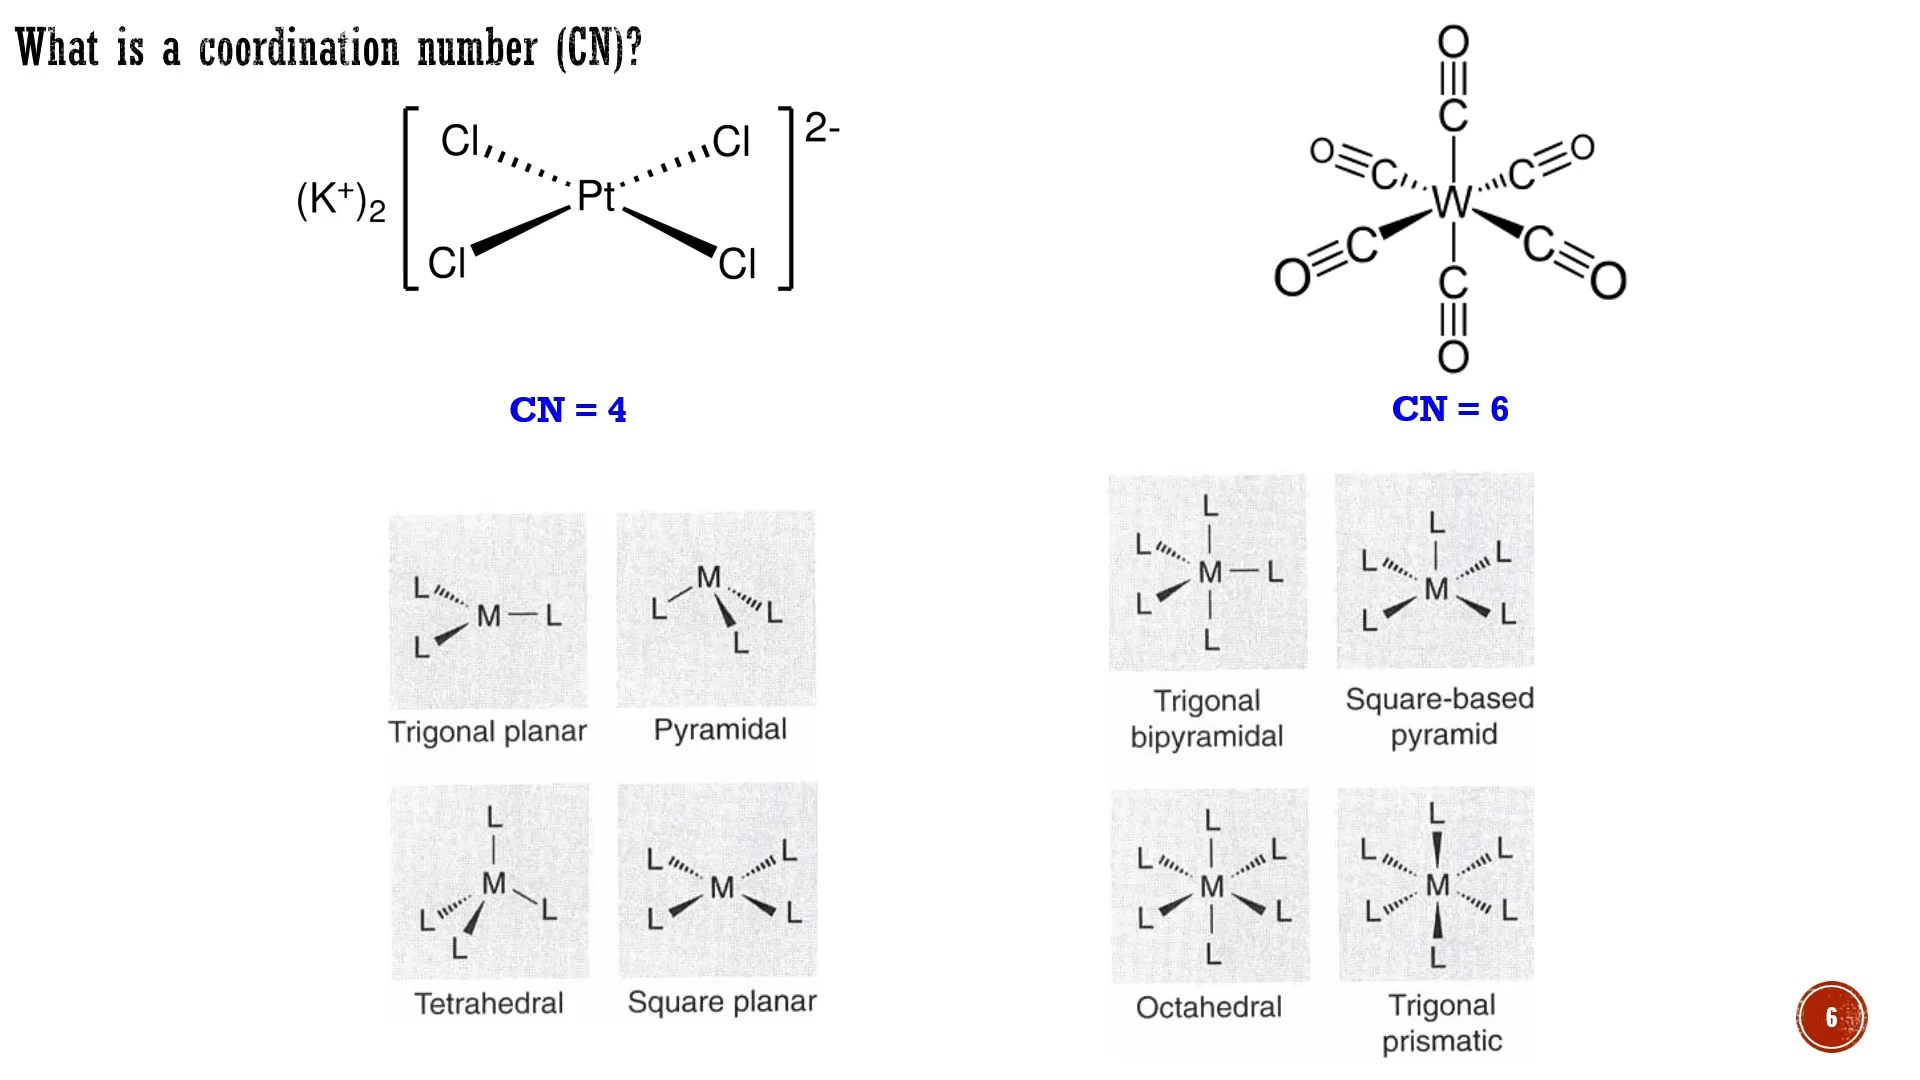 What is a coordination number (CN)?
(K+)2 [ Cl Cl Pt Cl Cl ] 2-
O
C
O C C O
W
O C C O
C
O
CN = 4
CN = 6
L L M L
M L L L
L L M L L
L L L M L L
Trigonal planar
Pyramidal
Trigonal
bipyramidal
Square-based
pyramid
L M L L L
L L M L L
L L L M L L L
L L L M L L L
Tetrahedral
Square planar
Octahedral
Trigonal
prismatic
6